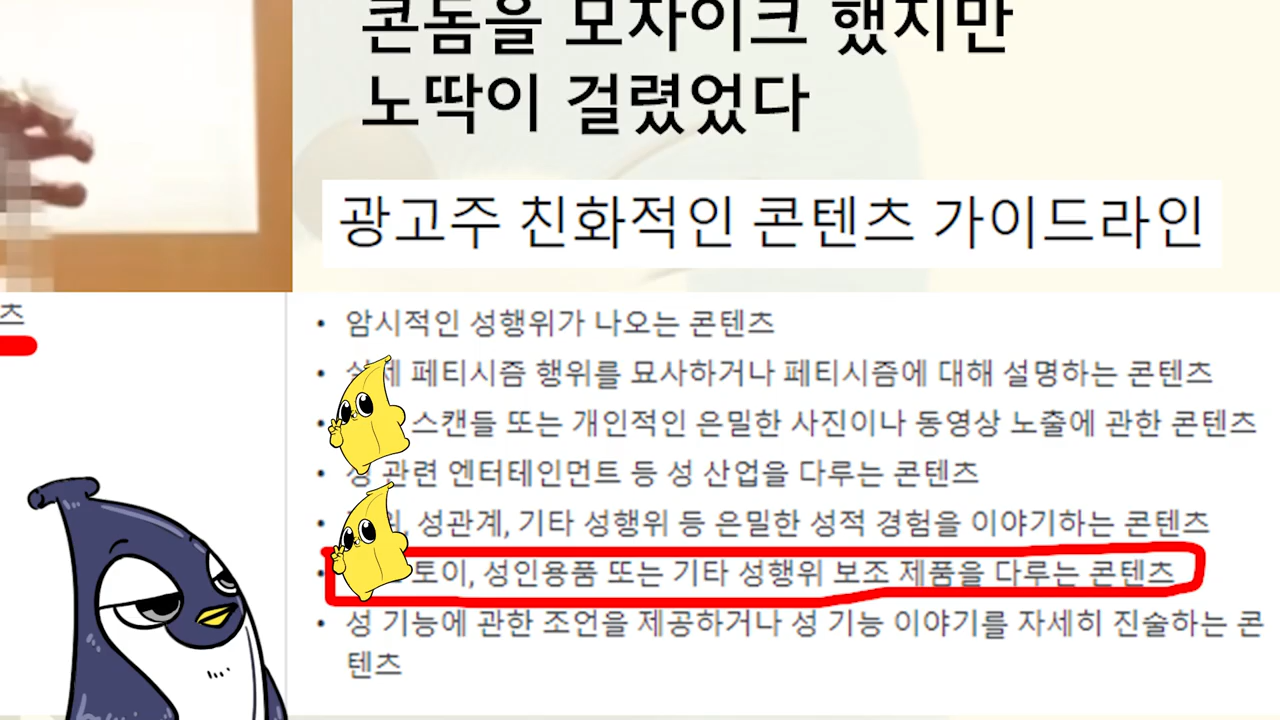 콘돔을 모자이크 했지만
노딱이 걸렸었다
광고주 친화적인 콘텐츠 가이드라인
츠
• 암시적인 성행위가 나오는 콘텐츠
• 페티시즘 행위를 묘사하거나 페티시즘에 대해 설명하는 콘텐츠
• 스캔들 또는 개인적인 은밀한 사진이나 동영상 노출에 관한 콘텐츠
• 성 관련 엔터테인먼트 등 성 산업을 다루는 콘텐츠
• 성관계, 기타 성행위 등 은밀한 성적 경험을 이야기하는 콘텐츠
• 토이, 성인용품 또는 기타 성행위 보조 제품을 다루는 콘텐츠
• 성 기능에 관한 조언을 제공하거나 성 기능 이야기를 자세히 진술하는 콘
텐츠